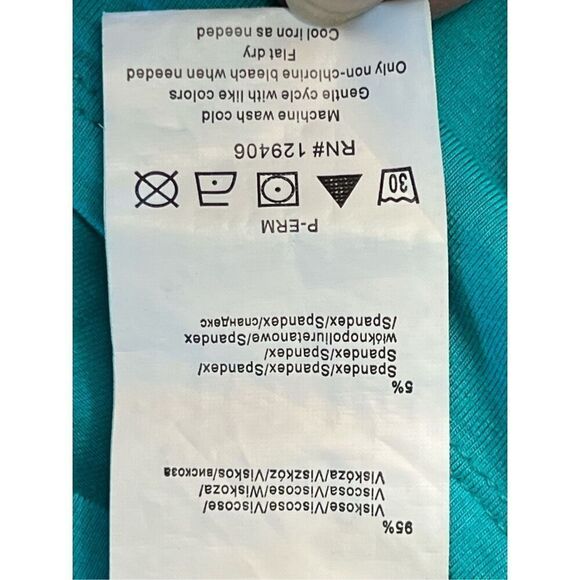 95%
Viskose/Viscose/Viscose/
Viscosa/Viscose/Wiskoza/
Viskóza/Viszkóz/Viskos/вискоза
5%
Spandex/Spandex/Spandex/
Spandex/Spandex/
wióknopoliuretanowe/Spandex
/Spandex/Spandex/спандекс
P-ERM
30
RN# 129406
Machine wash cold
Gentle cycle with like colors
Only non-chlorine bleach when needed
Flat dry
Cool iron as needed